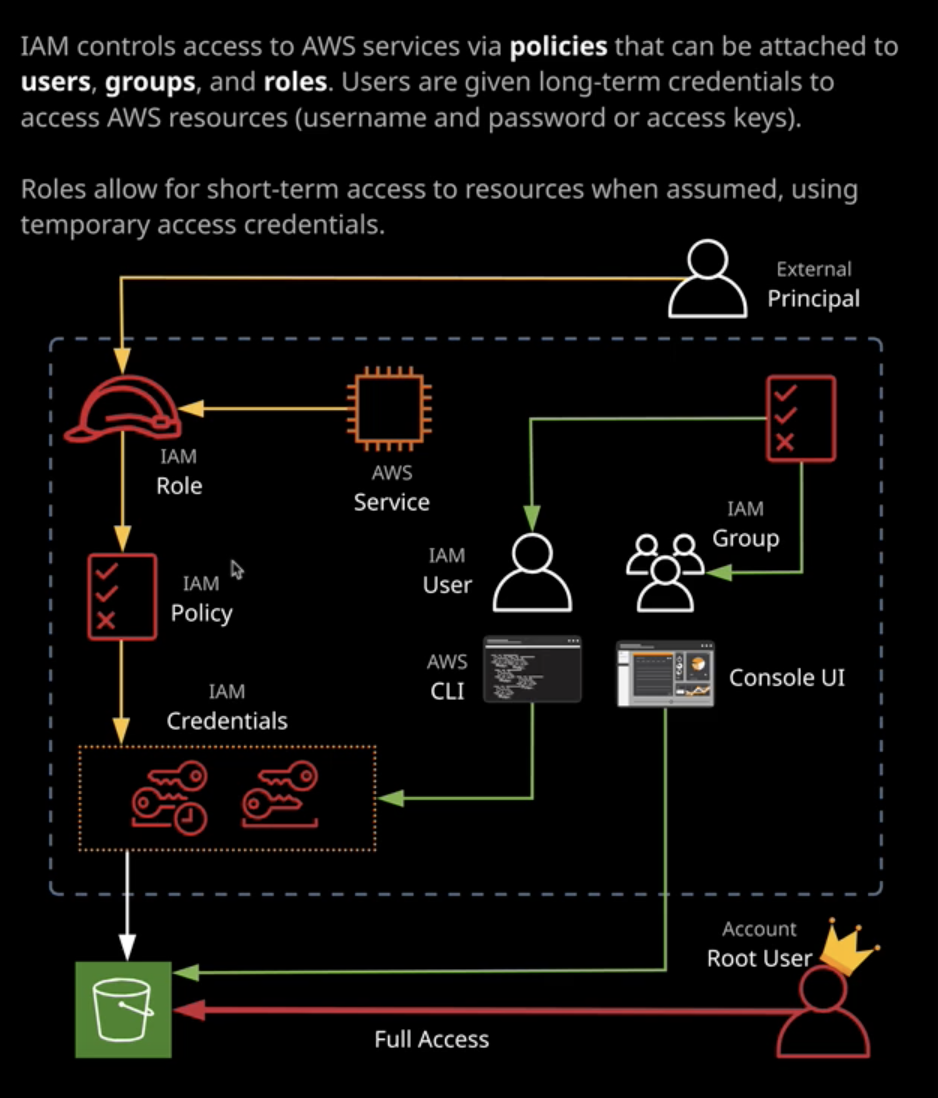 IAM controls access to AWS services via policies that can be attached to
users, groups, and roles. Users are given long-term credentials to
access AWS resources (username and password or access keys).
Roles allow for short-term access to resources when assumed, using
temporary access credentials.
External
Principal
IAM
Role
AWS
Service
IAM
Group
IAM
User
IAM
Policy
AWS
CLI
Console UI
IAM
Credentials
Account
Root User
Full Access